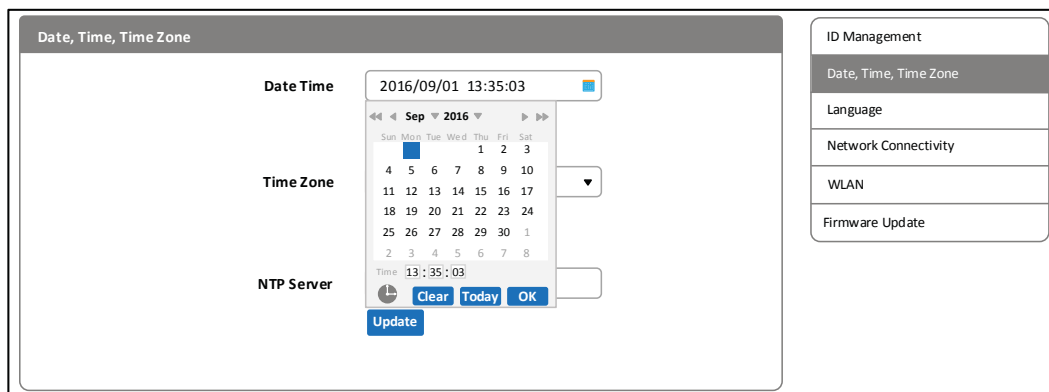 Date, Time, Time Zone
Date Time
2016/09/01 13:35:03
Sep 2016
Sun Mon Tue Wed Thu Fri Sat
1 2 3
4 5 6 7 8 9 10
11 12 13 14 15 16 17
18 19 20 21 22 23 24
25 26 27 28 29 30 1
2 3 4 5 6 7 8
Time 13 : 35 : 03
Clear Today OK
Time Zone
NTP Server
Update
ID Management
Date, Time, Time Zone
Language
Network Connectivity
WLAN
Firmware Update